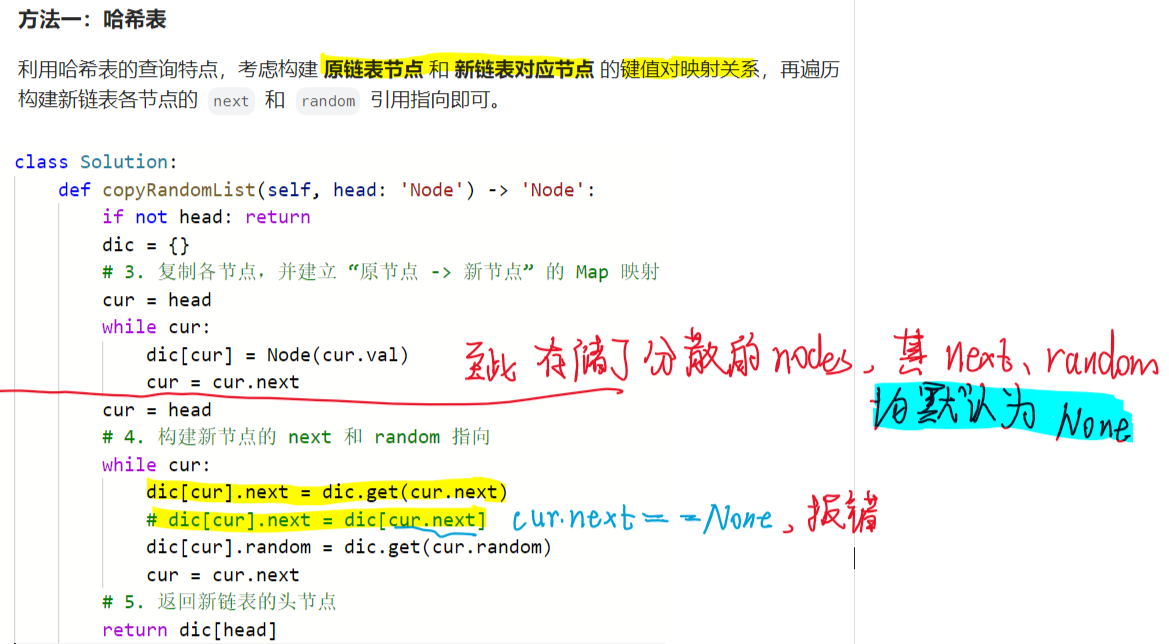 方法一：哈希表
利用哈希表的查询特点，考虑构建 原链表节点 和 新链表对应节点 的键值对映射关系，再遍历
构建新链表各节点的 next 和 random 引用指向即可。
class Solution:
def copyRandomList(self, head: 'Node') -> 'Node':
if not head: return
dic = {}
# 3. 复制各节点，并建立 “原节点 -> 新节点” 的 Map 映射
cur = head
while cur:
dic[cur] = Node(cur.val)
cur = cur.next
至此 存储了分散的 nodes，其 next、random
均默认为 None
cur = head
# 4. 构建新节点的 next 和 random 指向
while cur:
dic[cur].next = dic.get(cur.next)
# dic[cur].next = dic[cur.next] cur.next == None，报错
dic[cur].random = dic.get(cur.random)
cur = cur.next
# 5. 返回新链表的头节点
return dic[head]